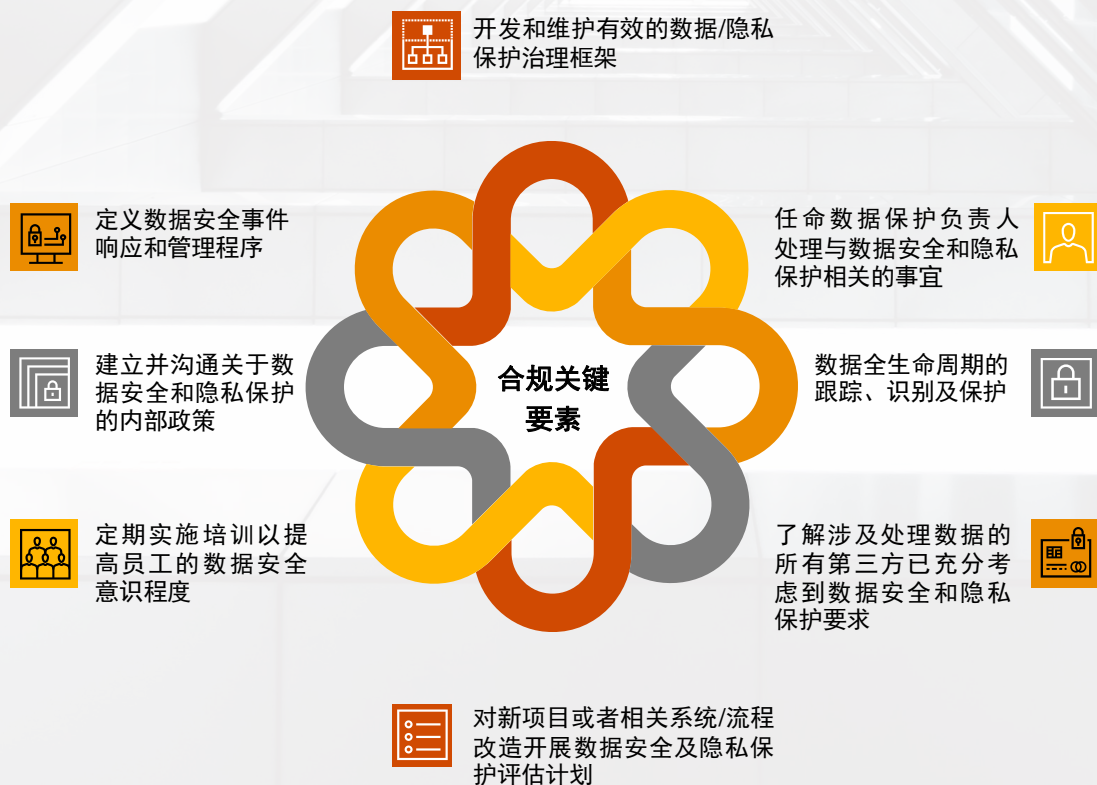 开发和维护有效的数据/隐私
保护治理框架
定义数据安全事件
响应和管理程序
任命数据保护负责人
处理与数据安全和隐私
保护相关的事宜
建立并沟通关于数
据安全和隐私保护
的内部政策
合规关键
要素
数据全生命周期的
跟踪、识别及保护
定期实施培训以提
高员工的数据安全
意识程度
了解涉及处理数据的
所有第三方已充分考
虑到数据安全和隐私
保护要求
对新项目或者相关系统/流程
改造开展数据安全及隐私保
护评估计划